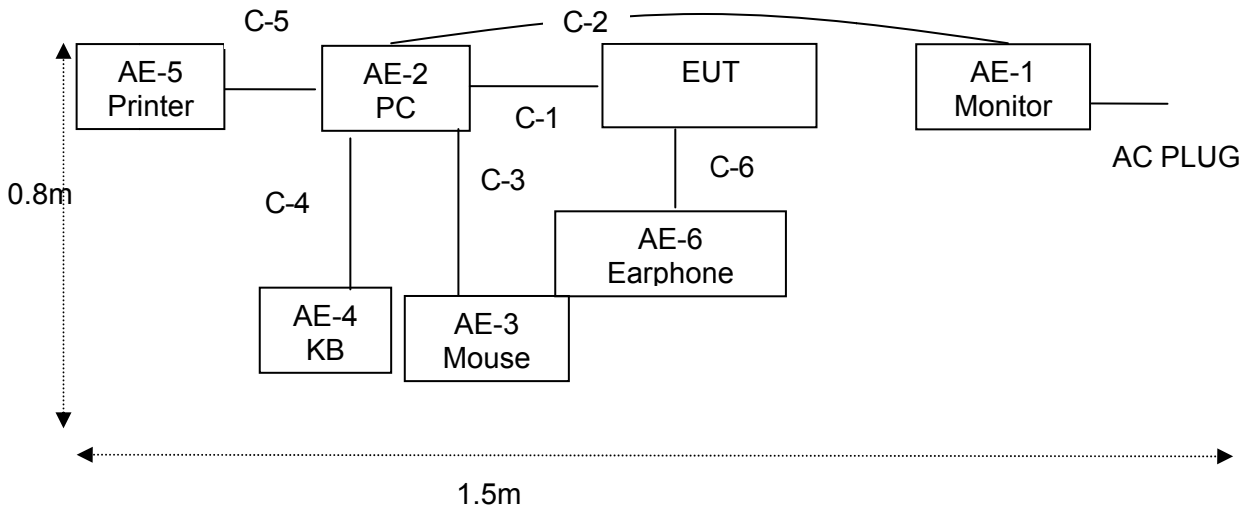 C-5
C-2
AE-5
Printer
AE-2
PC
EUT
AE-1
Monitor
C-1
AC PLUG
C-6
C-3
0.8m
C-4
AE-6
Earphone
AE-4
KB
AE-3
Mouse
1.5m